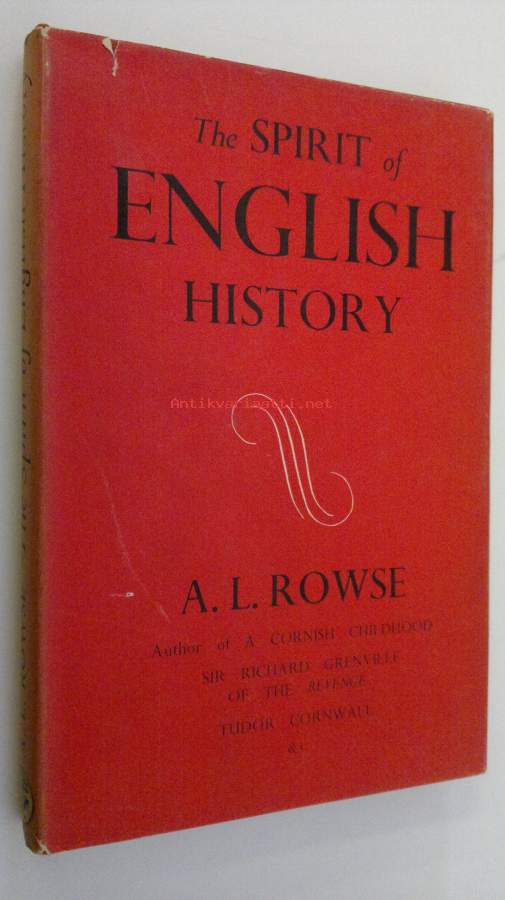 The SPIRIT of
ENGLISH
HISTORY
Antikvariaatti.net
A. L. ROWSE
Author of A CORNISH CHILDHOOD
SIR RICHARD GRENVILLE
OF THE REVENGE
TUDOR CORNWALL
&c